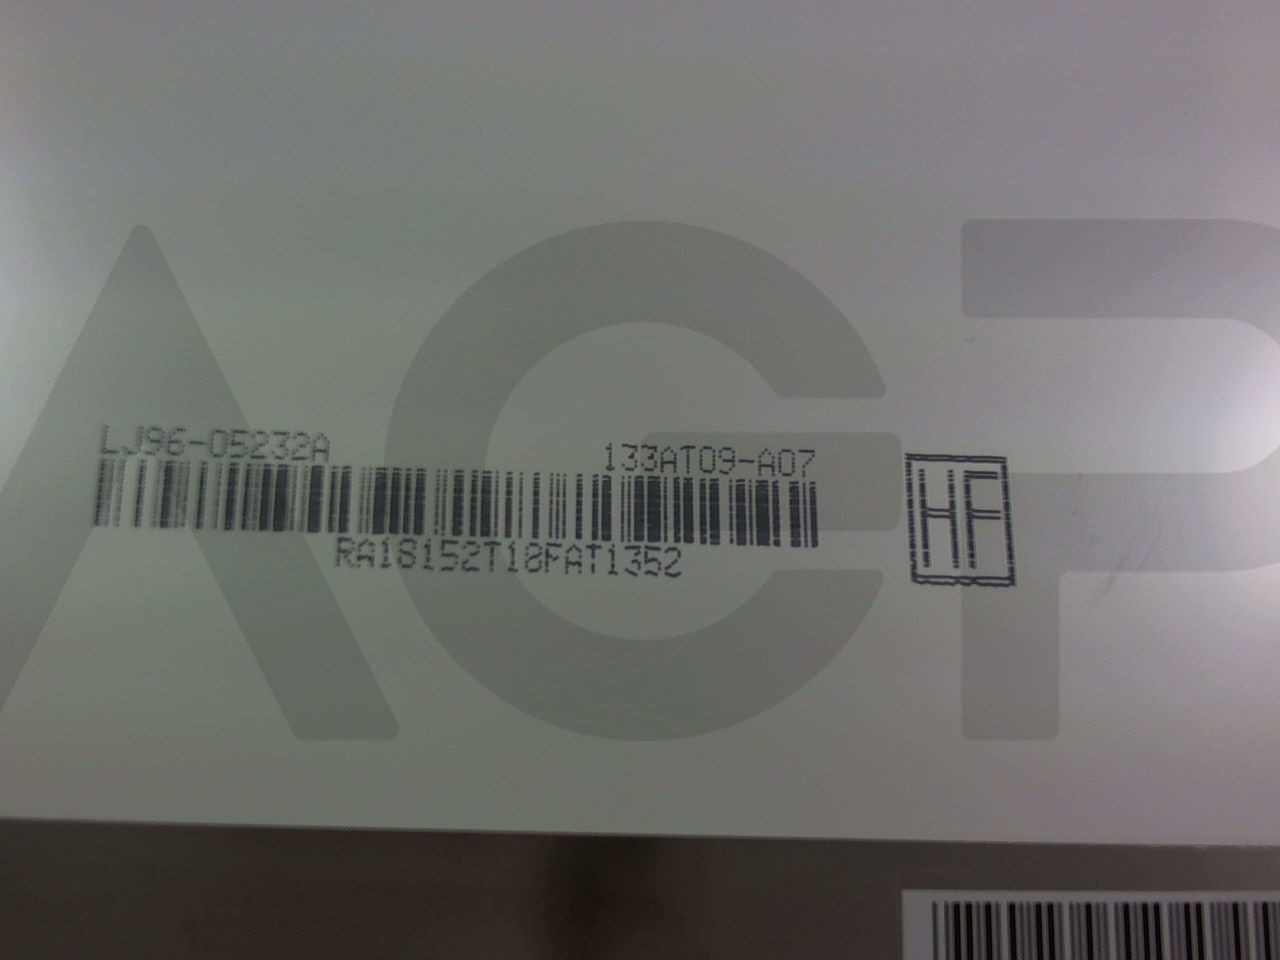 LJ96-05232A
133AT09-A07
HF
RA18152T18FAT1352